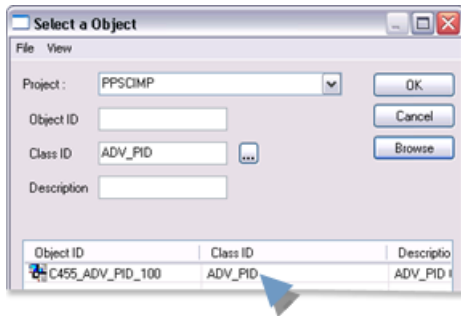 Select a Object
File View
Project : PPSCIMP OK
Object ID Cancel
Class ID ADV_PID ... Browse
Description
Object ID Class ID Descriptio
C455_ADV_PID_100 ADV_PID ADV_PID